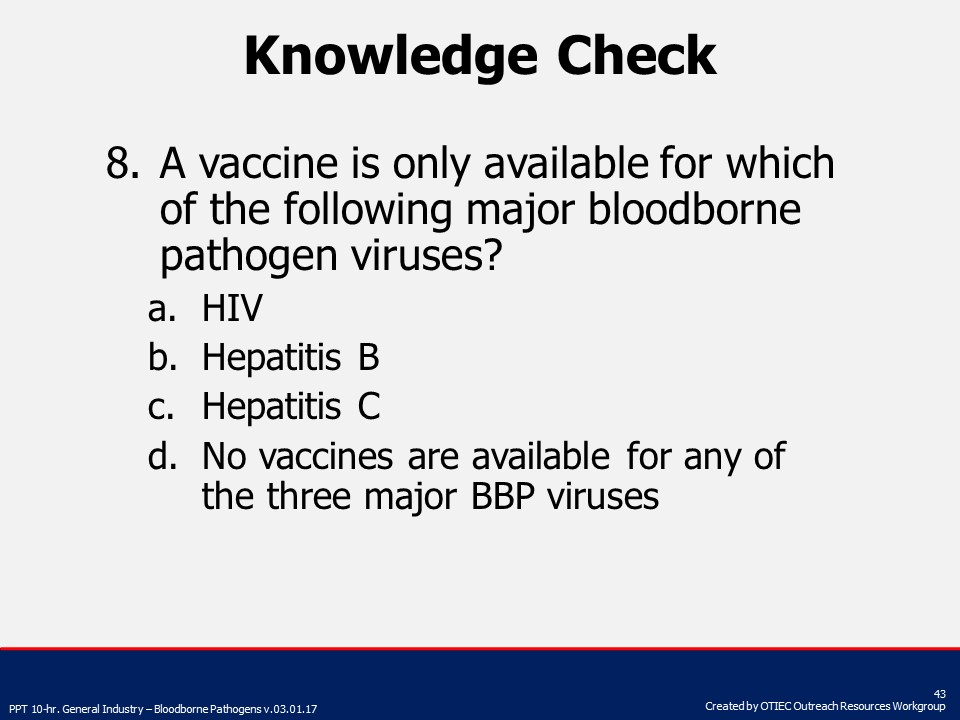 Knowledge Check
8. A vaccine is only available for which
of the following major bloodborne
pathogen viruses?
a. HIV
b. Hepatitis B
c. Hepatitis C
d. No vaccines are available for any of
the three major BBP viruses
43
PPT 10-hr. General Industry – Bloodborne Pathogens v.03.01.17
Created by OTIEC Outreach Resources Workgroup